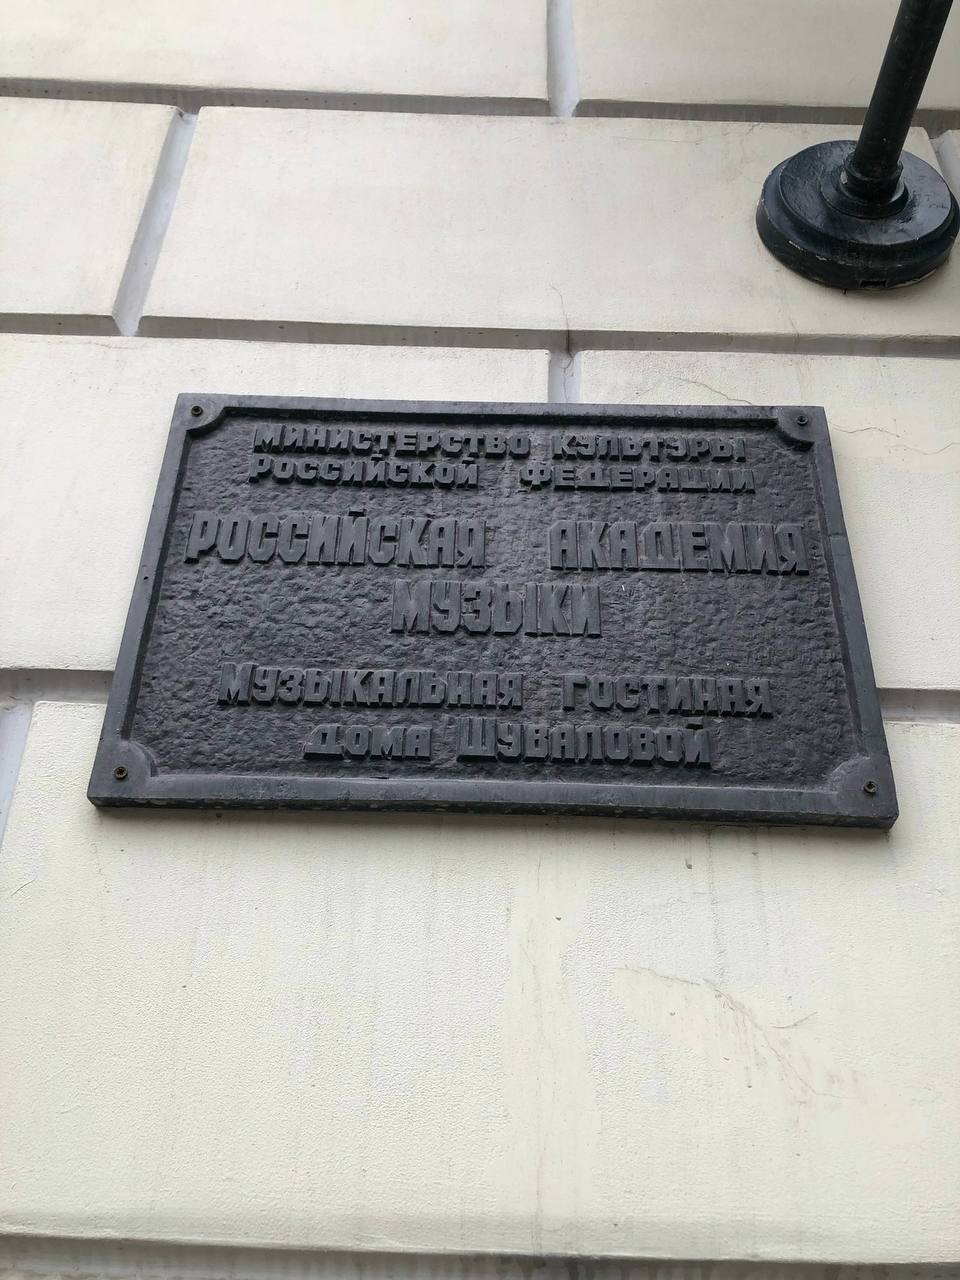 Министерство культуры
Российской Федерации
РОССИЙСКАЯ АКАДЕМИЯ
МУЗЫКИ
Музыкальная Гостиная
Дома Шуваловой